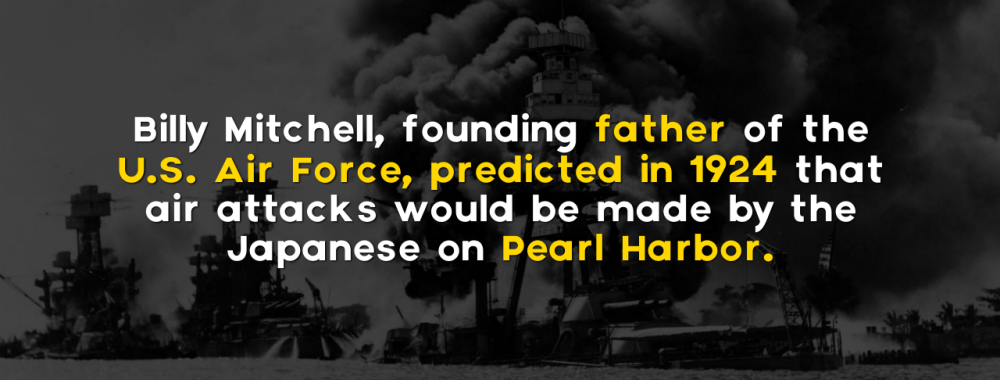 Billy Mitchell, founding father of the
U.S. Air Force, predicted in 1924 that
air attacks would be made by the
Japanese on Pearl Harbor.